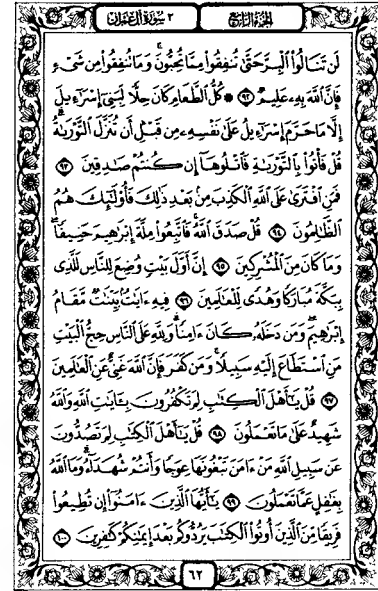 الجزء الرابع
٣ سورة آل عمران
لَن تَنَالُوا۟ ٱلْبِرَّ حَتَّىٰ تُنفِقُوا۟ مِمَّا تُحِبُّونَ ۚ وَمَا تُنفِقُوا۟ مِن شَىْءٍ
فَإِنَّ ٱللَّهَ بِهِۦ عَلِيمٌ ٩٢ ۞ كُلُّ ٱلطَّعَامِ كَانَ حِلًّا لِّبَنِىٓ إِسْرَٰٓءِيلَ
إِلَّا مَا حَرَّمَ إِسْرَٰٓءِيلُ عَلَىٰ نَفْسِهِۦ مِن قَبْلِ أَن تُنَزَّلَ ٱلتَّوْرَىٰةُ ۗ
قُلْ فَأْتُوا۟ بِٱلتَّوْرَىٰةِ فَٱتْلُوهَآ إِن كُنتُمْ صَٰدِقِينَ ٩٣
فَمَنِ ٱفْتَرَىٰ عَلَى ٱللَّهِ ٱلْكَذِبَ مِنۢ بَعْدِ ذَٰلِكَ فَأُو۟لَٰٓئِكَ هُمُ
ٱلظَّٰلِمُونَ ٩٤ قُلْ صَدَقَ ٱللَّهُ ۗ فَٱتَّبِعُوا۟ مِلَّةَ إِبْرَٰهِيمَ حَنِيفًا ۖ
وَمَا كَانَ مِنَ ٱلْمُشْرِكِينَ ٩٥ إِنَّ أَوَّلَ بَيْتٍ وُضِعَ لِلنَّاسِ لَلَّذِى
بِبَكَّةَ مُبَارَكًا وَهُدًى لِّلْعَٰلَمِينَ ٩٦ فِيهِ ءَايَٰتٌۢ بَيِّنَٰتٌ مَّقَامُ
إِبْرَٰهِيمَ ۖ وَمَن دَخَلَهُۥ كَانَ ءَامِنًا ۗ وَلِلَّهِ عَلَى ٱلنَّاسِ حِجُّ ٱلْبَيْتِ
مَنِ ٱسْتَطَاعَ إِلَيْهِ سَبِيلًا ۚ وَمَن كَفَرَ فَإِنَّ ٱللَّهَ غَنِىٌّ عَنِ ٱلْعَٰلَمِينَ
٩٧ قُلْ يَٰٓأَهْلَ ٱلْكِتَٰبِ لِمَ تَكْفُرُونَ بِـَٔايَٰتِ ٱللَّهِ وَٱللَّهُ
شَهِيدٌ عَلَىٰ مَا تَعْمَلُونَ ٩٨ قُلْ يَٰٓأَهْلَ ٱلْكِتَٰبِ لِمَ تَصُدُّونَ
عَن سَبِيلِ ٱللَّهِ مَنْ ءَامَنَ تَبْغُونَهَا عِوَجًا وَأَنتُمْ شُهَدَآءُ ۗ وَمَا ٱللَّهُ
بِغَٰفِلٍ عَمَّا تَعْمَلُونَ ٩٩ يَٰٓأَيُّهَا ٱلَّذِينَ ءَامَنُوٓا۟ إِن تُطِيعُوا۟
فَرِيقًا مِّنَ ٱلَّذِينَ أُوتُوا۟ ٱلْكِتَٰبَ يَرُدُّوكُم بَعْدَ إِيمَٰنِكُمْ كَٰفِرِينَ ١٠٠
٦٢